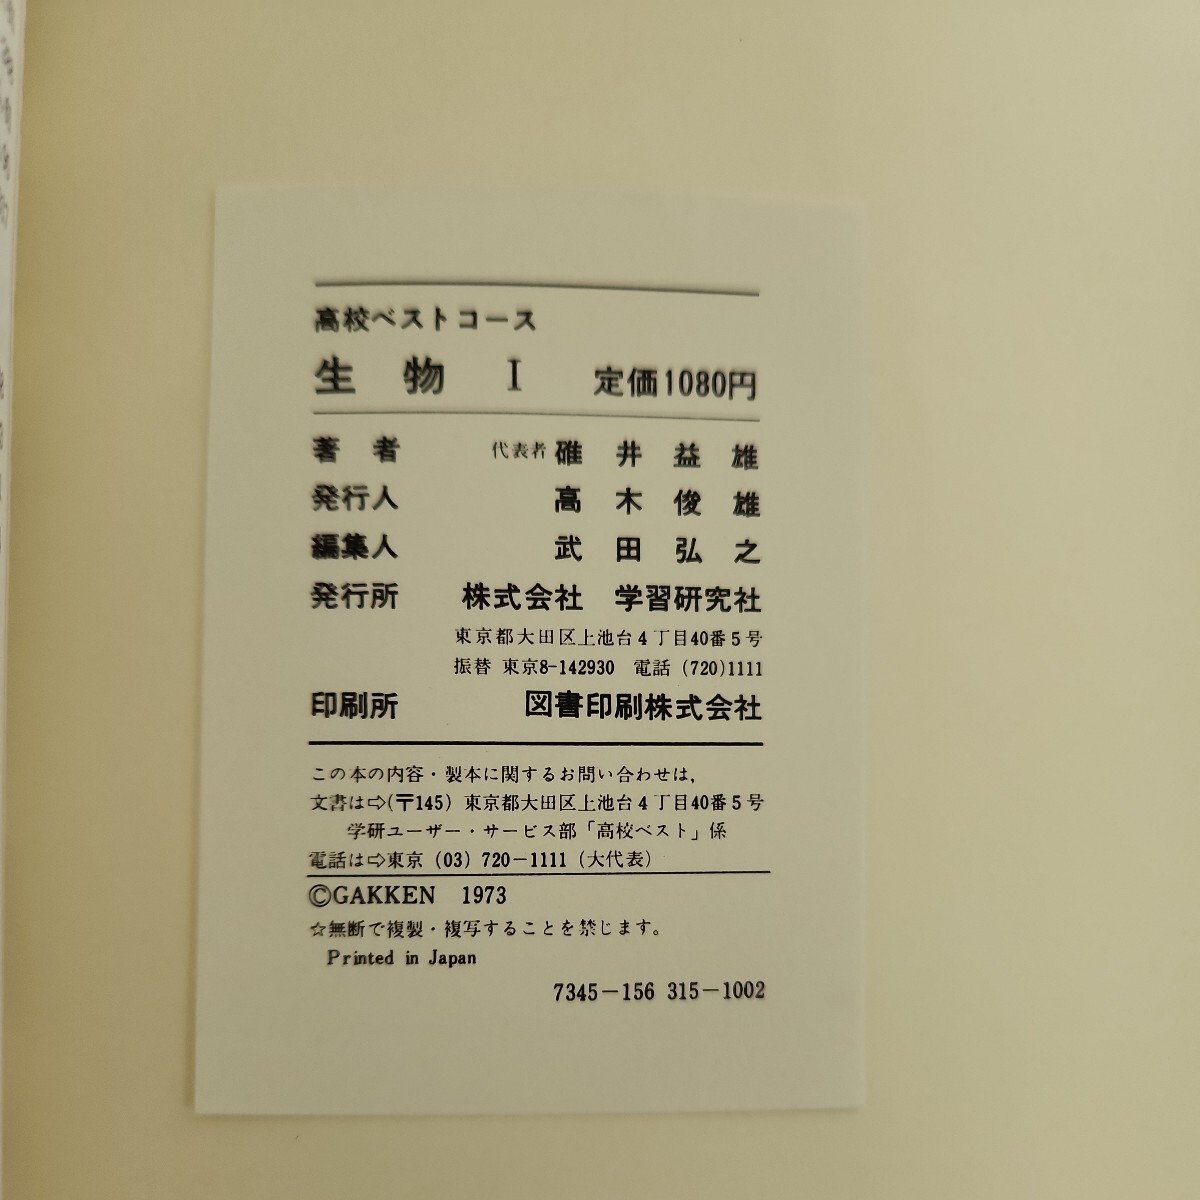 高校ベストコース
生物 I 定価1080円
著者 代表者 碓井益雄
発行人 高木俊雄
編集人 武田弘之
発行所 株式会社 学習研究社
東京都大田区上池台4丁目40番5号
振替 東京8-142930 電話 (720)1111
印刷所 図書印刷株式会社
この本の内容・製本に関するお問い合わせは,
文書は⇨(〒145) 東京都大田区上池台4丁目40番5号
学研ユーザー・サービス部「高校ベスト」係
電話は⇨東京 (03) 720-1111 (大代表)
©GAKKEN 1973
☆無断で複製・複写することを禁じます。
Printed in Japan
7345-156 315-1002